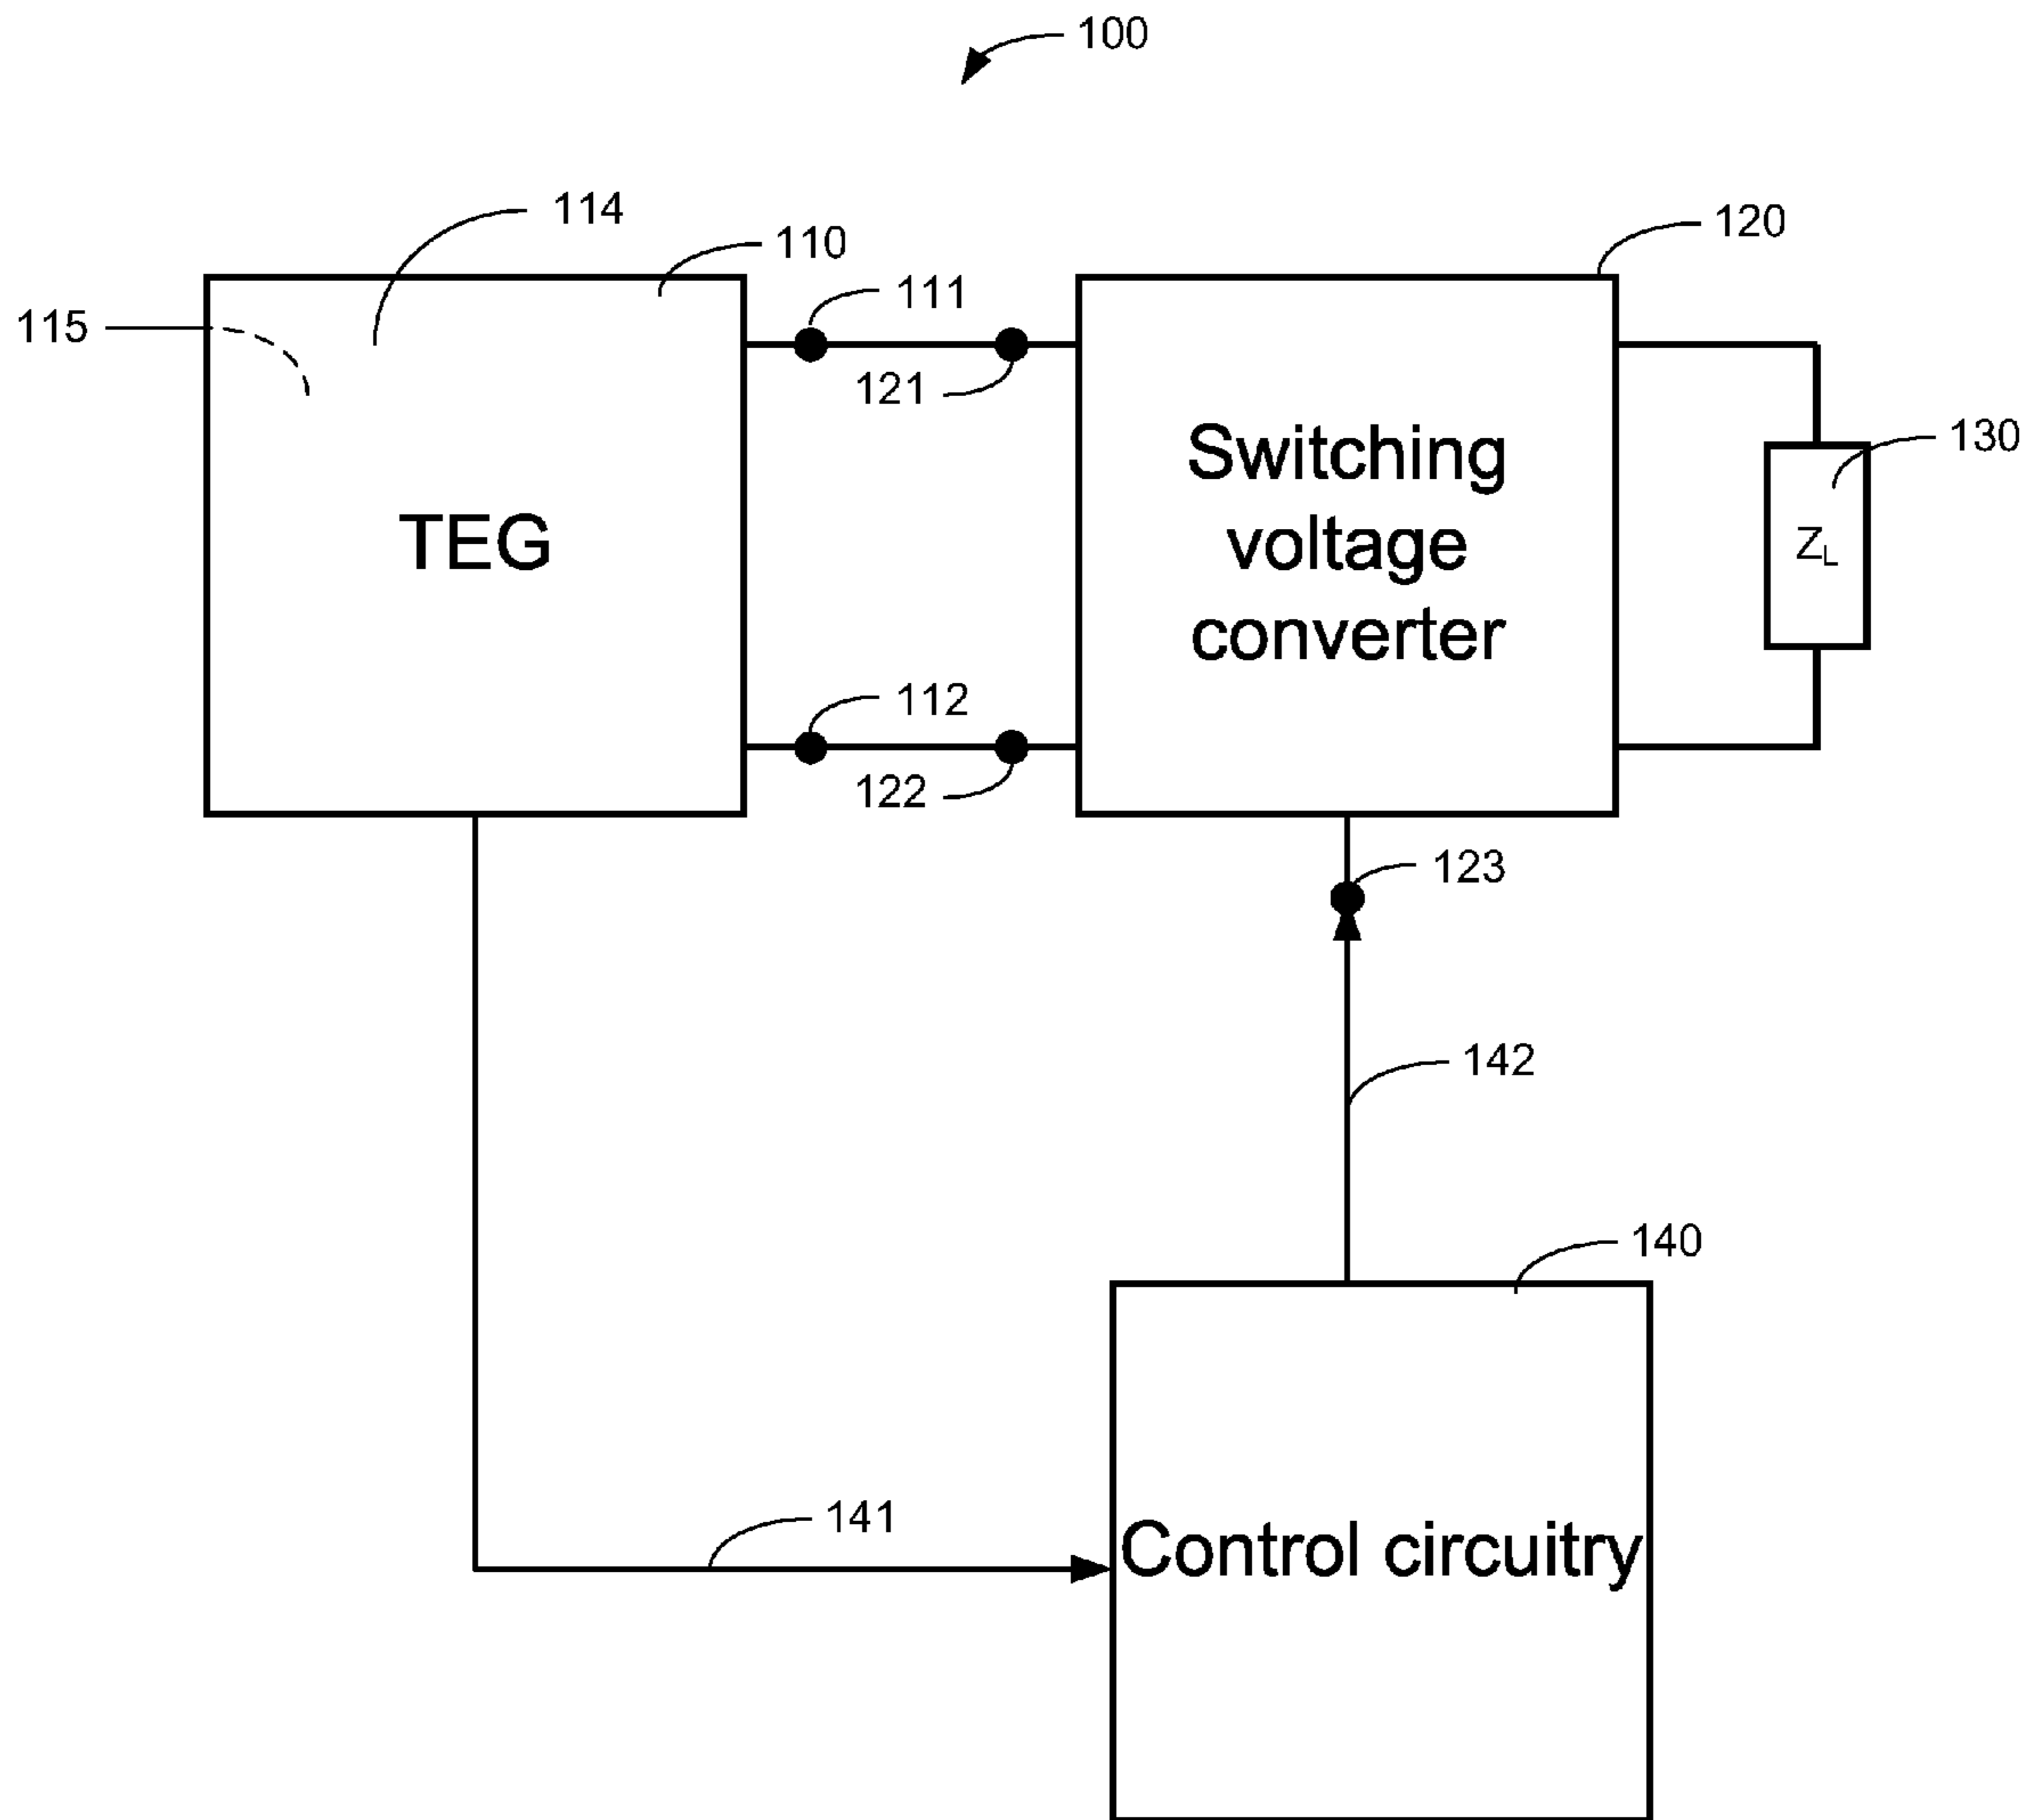 100
114
110
120
111
115
121
130
Switching
voltage
converter
TEG
ZL
112
122
123
142
140
141
Control circuitry